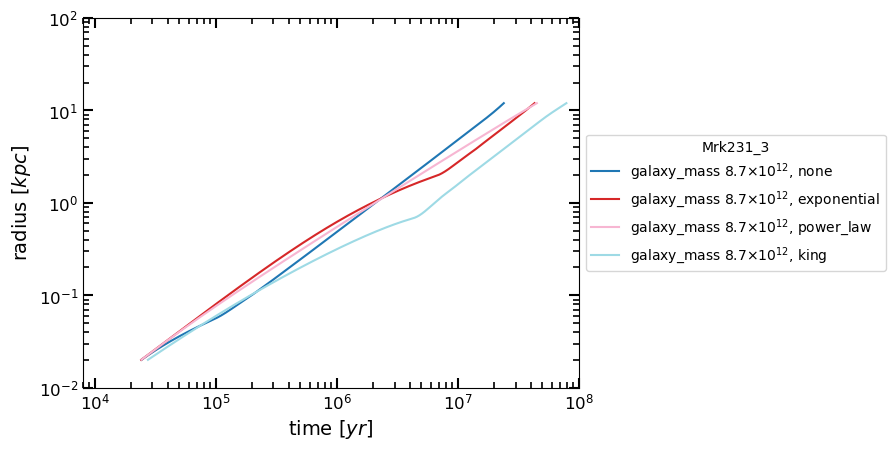 10^2
10^1
10^0
10^{-1}
10^{-2}
radius [kpc]
10^4 10^5 10^6 10^7 10^8
time [yr]
Mrk231_3
galaxy_mass 8.7×10^{12}, none
galaxy_mass 8.7×10^{12}, exponential
galaxy_mass 8.7×10^{12}, power_law
galaxy_mass 8.7×10^{12}, king